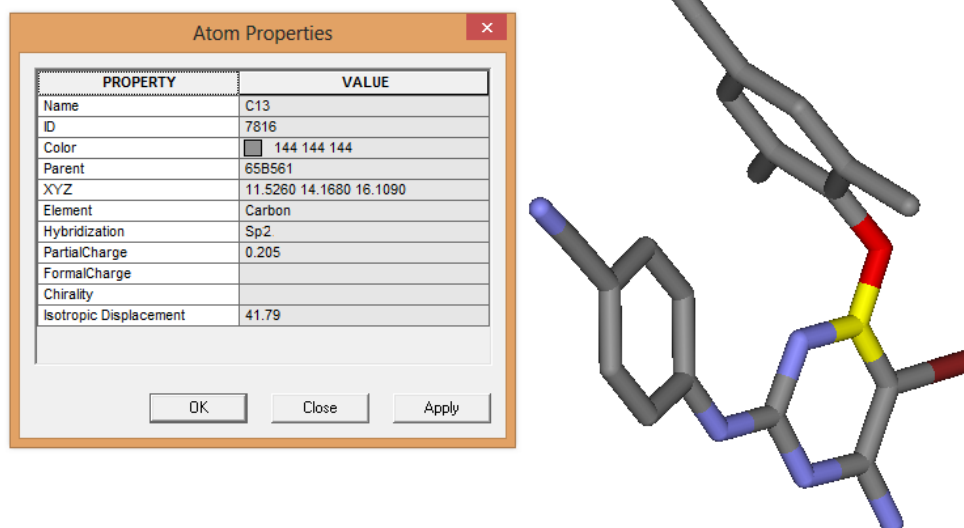 Atom Properties
PROPERTY VALUE
Name C13
ID 7816
Color 144 144 144
Parent 65B561
XYZ 11.5260 14.1680 16.1090
Element Carbon
Hybridization Sp2
PartialCharge 0.205
FormalCharge
Chirality
Isotropic Displacement 41.79
OK Close Apply